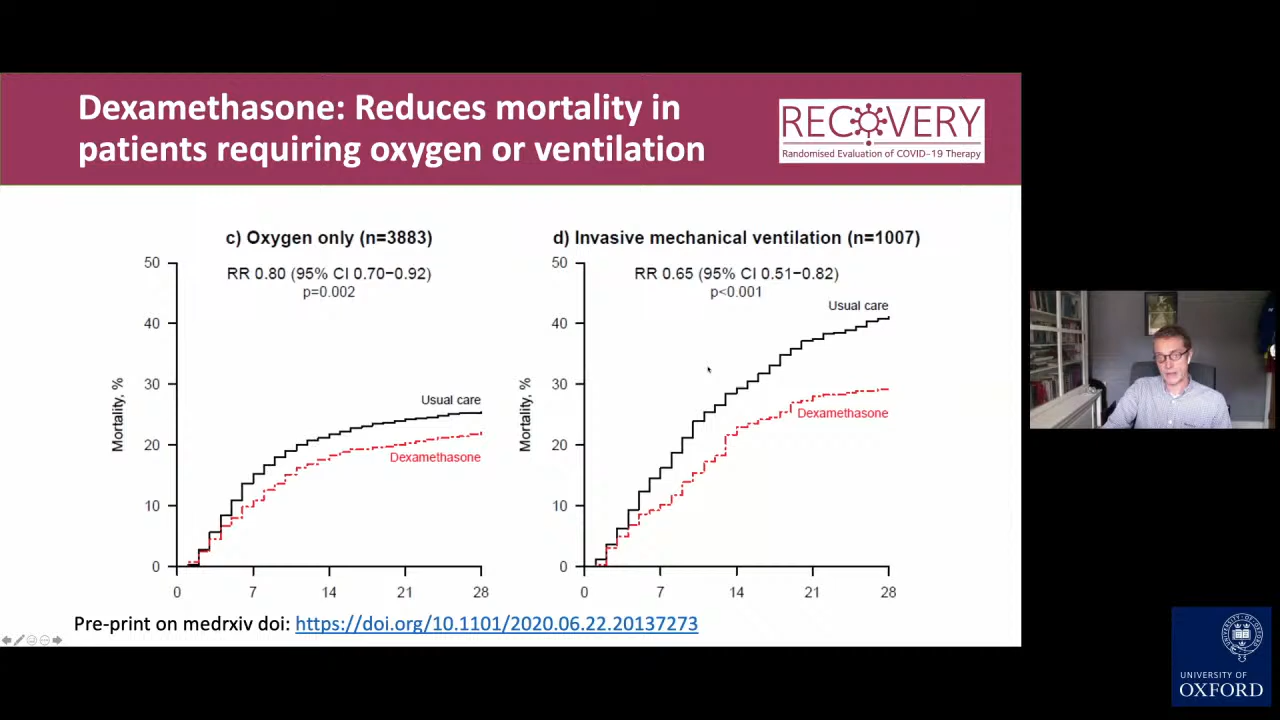 Dexamethasone: Reduces mortality in
patients requiring oxygen or ventilation
RECOVERY
Randomised Evaluation of COVID-19 Therapy
c) Oxygen only (n=3883)
RR 0.80 (95% CI 0.70−0.92)
p=0.002
50
40
30
20
10
0
Mortality, %
Usual care
Dexamethasone
0 7 14 21 28
d) Invasive mechanical ventilation (n=1007)
RR 0.65 (95% CI 0.51−0.82)
p<0.001
50
40
30
20
10
0
Mortality, %
Usual care
Dexamethasone
0 7 14 21 28
Pre-print on medrxiv doi: https://doi.org/10.1101/2020.06.22.20137273
UNIVERSITY OF
OXFORD